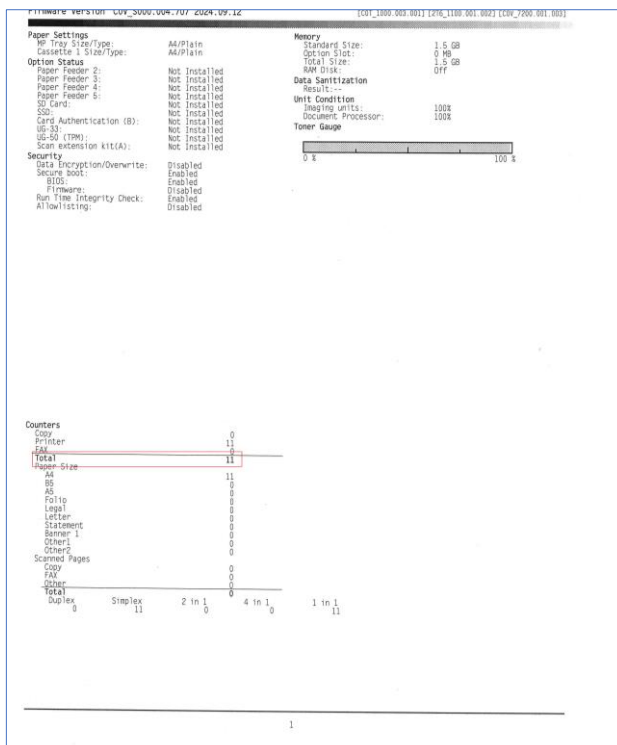 Firmware Version C0V_S000.004.707 2024.09.12 [C0T_1000.003.001] [2T6_1100.001.002] [C0V_7200.001.003]
Paper Settings
MP Tray Size/Type: A4/Plain
Cassette 1 Size/Type: A4/Plain
Option Status
Paper Feeder 2: Not Installed
Paper Feeder 3: Not Installed
Paper Feeder 4: Not Installed
Paper Feeder 5: Not Installed
SD Card: Not Installed
SSD: Not Installed
Card Authentication (B): Not Installed
UG-33: Not Installed
UG-50 (TPM): Not Installed
Scan extension kit(A): Not Installed
Security
Data Encryption/Overwrite: Disabled
Secure boot: Enabled
BIOS: Enabled
Firmware: Disabled
Run Time Integrity Check: Enabled
Allowlisting: Disabled
Memory
Standard Size: 1.5 GB
Option Slot: 0 MB
Total Size: 1.5 GB
RAM Disk: Off
Data Sanitization
Result:--
Unit Condition
Imaging units: 100%
Document Processor: 100%
Toner Gauge
0 % 100 %
Counters
Copy 0
Printer 11
FAX 0
Total 11
Paper Size
A4 11
B5 0
A5 0
Folio 0
Legal 0
Letter 0
Statement 0
Banner 1 0
Other1 0
Other2 0
Scanned Pages
Copy 0
FAX 0
Other 0
Total 0
Duplex Simplex 2 in 1 4 in 1 1 in 1
0 11 0 0 11
1